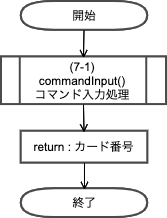 開始
(7-1)
commandInput()
コマンド入力処理
return : カード番号
終了